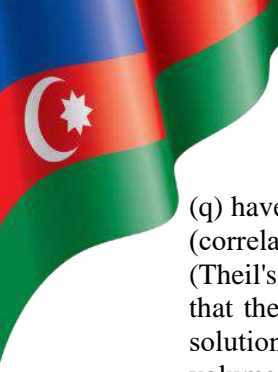 (q) have
(correla
(Theil's
that the
solution